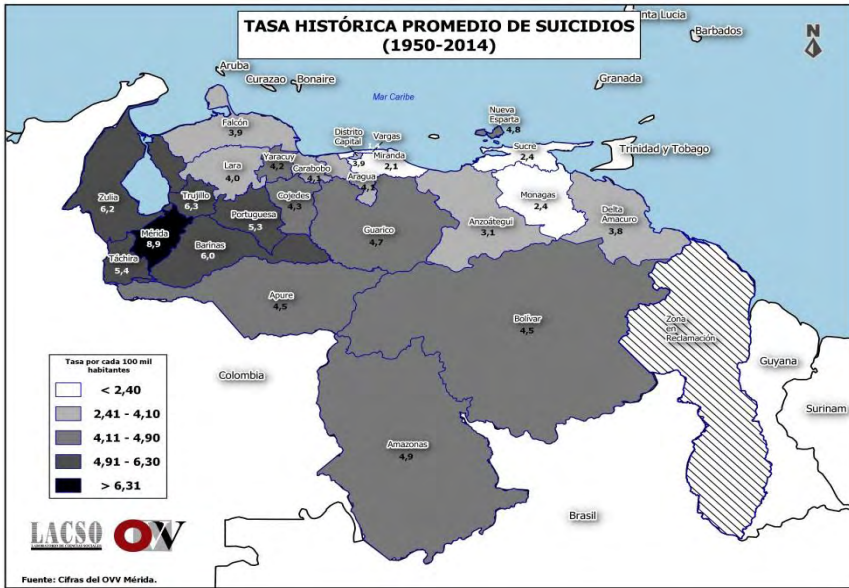 TASA HISTÓRICA PROMEDIO DE SUICIDIOS
(1950-2014)
nta Lucia
Barbados
N
Aruba
Curazao
Bonaire
Granada
Mar Caribe
Nueva
Esparta
4,8
Falcón
3,9
Distrito
Capital
3,9
Vargas
Miranda
2,1
Sucre
2,4
Trinidad y Tobago
Lara
4,0
Yaracuy
4,2
Carabobo
4,1
Aragua
4,1
Zulia
6,2
Trujillo
6,3
Cojedes
4,3
Portuguesa
5,3
Monagas
2,4
Delta
Amacuro
3,8
Mérida
8,9
Barinas
6,0
Guarico
4,7
Anzoátegui
3,1
Táchira
5,4
Apure
4,5
Bolívar
4,5
Zona
en
Reclamación
Guyana
Surinam
Colombia
Amazonas
4,9
Brasil
Tasa por cada 100 mil
habitantes
< 2,40
2,41 - 4,10
4,11 - 4,90
4,91 - 6,30
> 6,31
LACSO
LABORATORIO DE CIENCIAS SOCIALES
OVV
Fuente: Cifras del OVV Mérida.